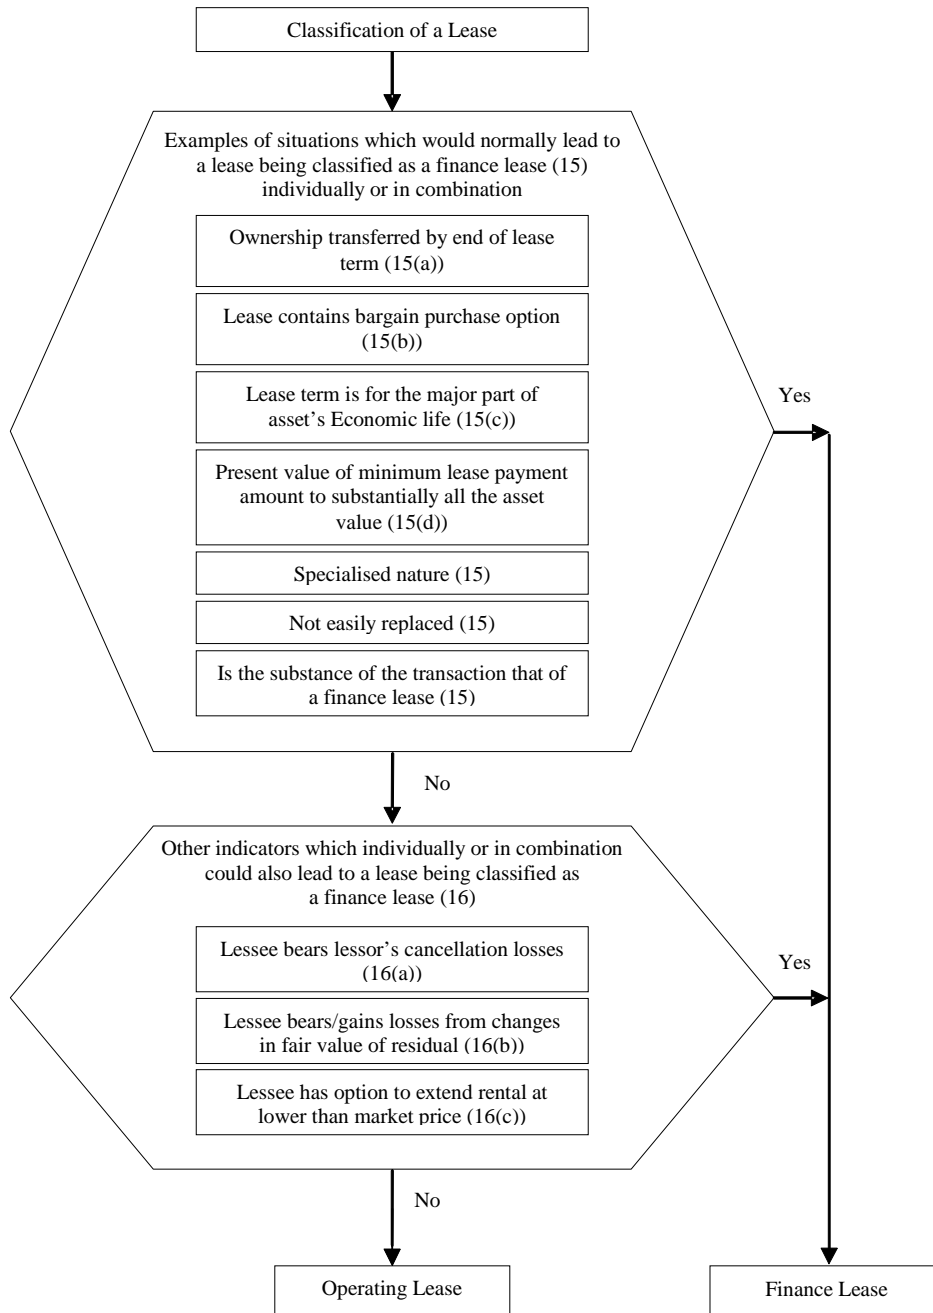 Classification of a Lease
Examples of situations which would normally lead to
a lease being classified as a finance lease (15)
individually or in combination
Ownership transferred by end of lease
term (15(a))
Lease contains bargain purchase option
(15(b))
Lease term is for the major part of
asset's Economic life (15(c))
Yes
Present value of minimum lease payment
amount to substantially all the asset
value (15(d))
Specialised nature (15)
Not easily replaced (15)
Is the substance of the transaction that of
a finance lease (15)
No
Other indicators which individually or in combination
could also lead to a lease being classified as
a finance lease (16)
Lessee bears lessor's cancellation losses
(16(a))
Yes
Lessee bears/gains losses from changes
in fair value of residual (16(b))
Lessee has option to extend rental at
lower than market price (16(c))
No
Operating Lease
Finance Lease